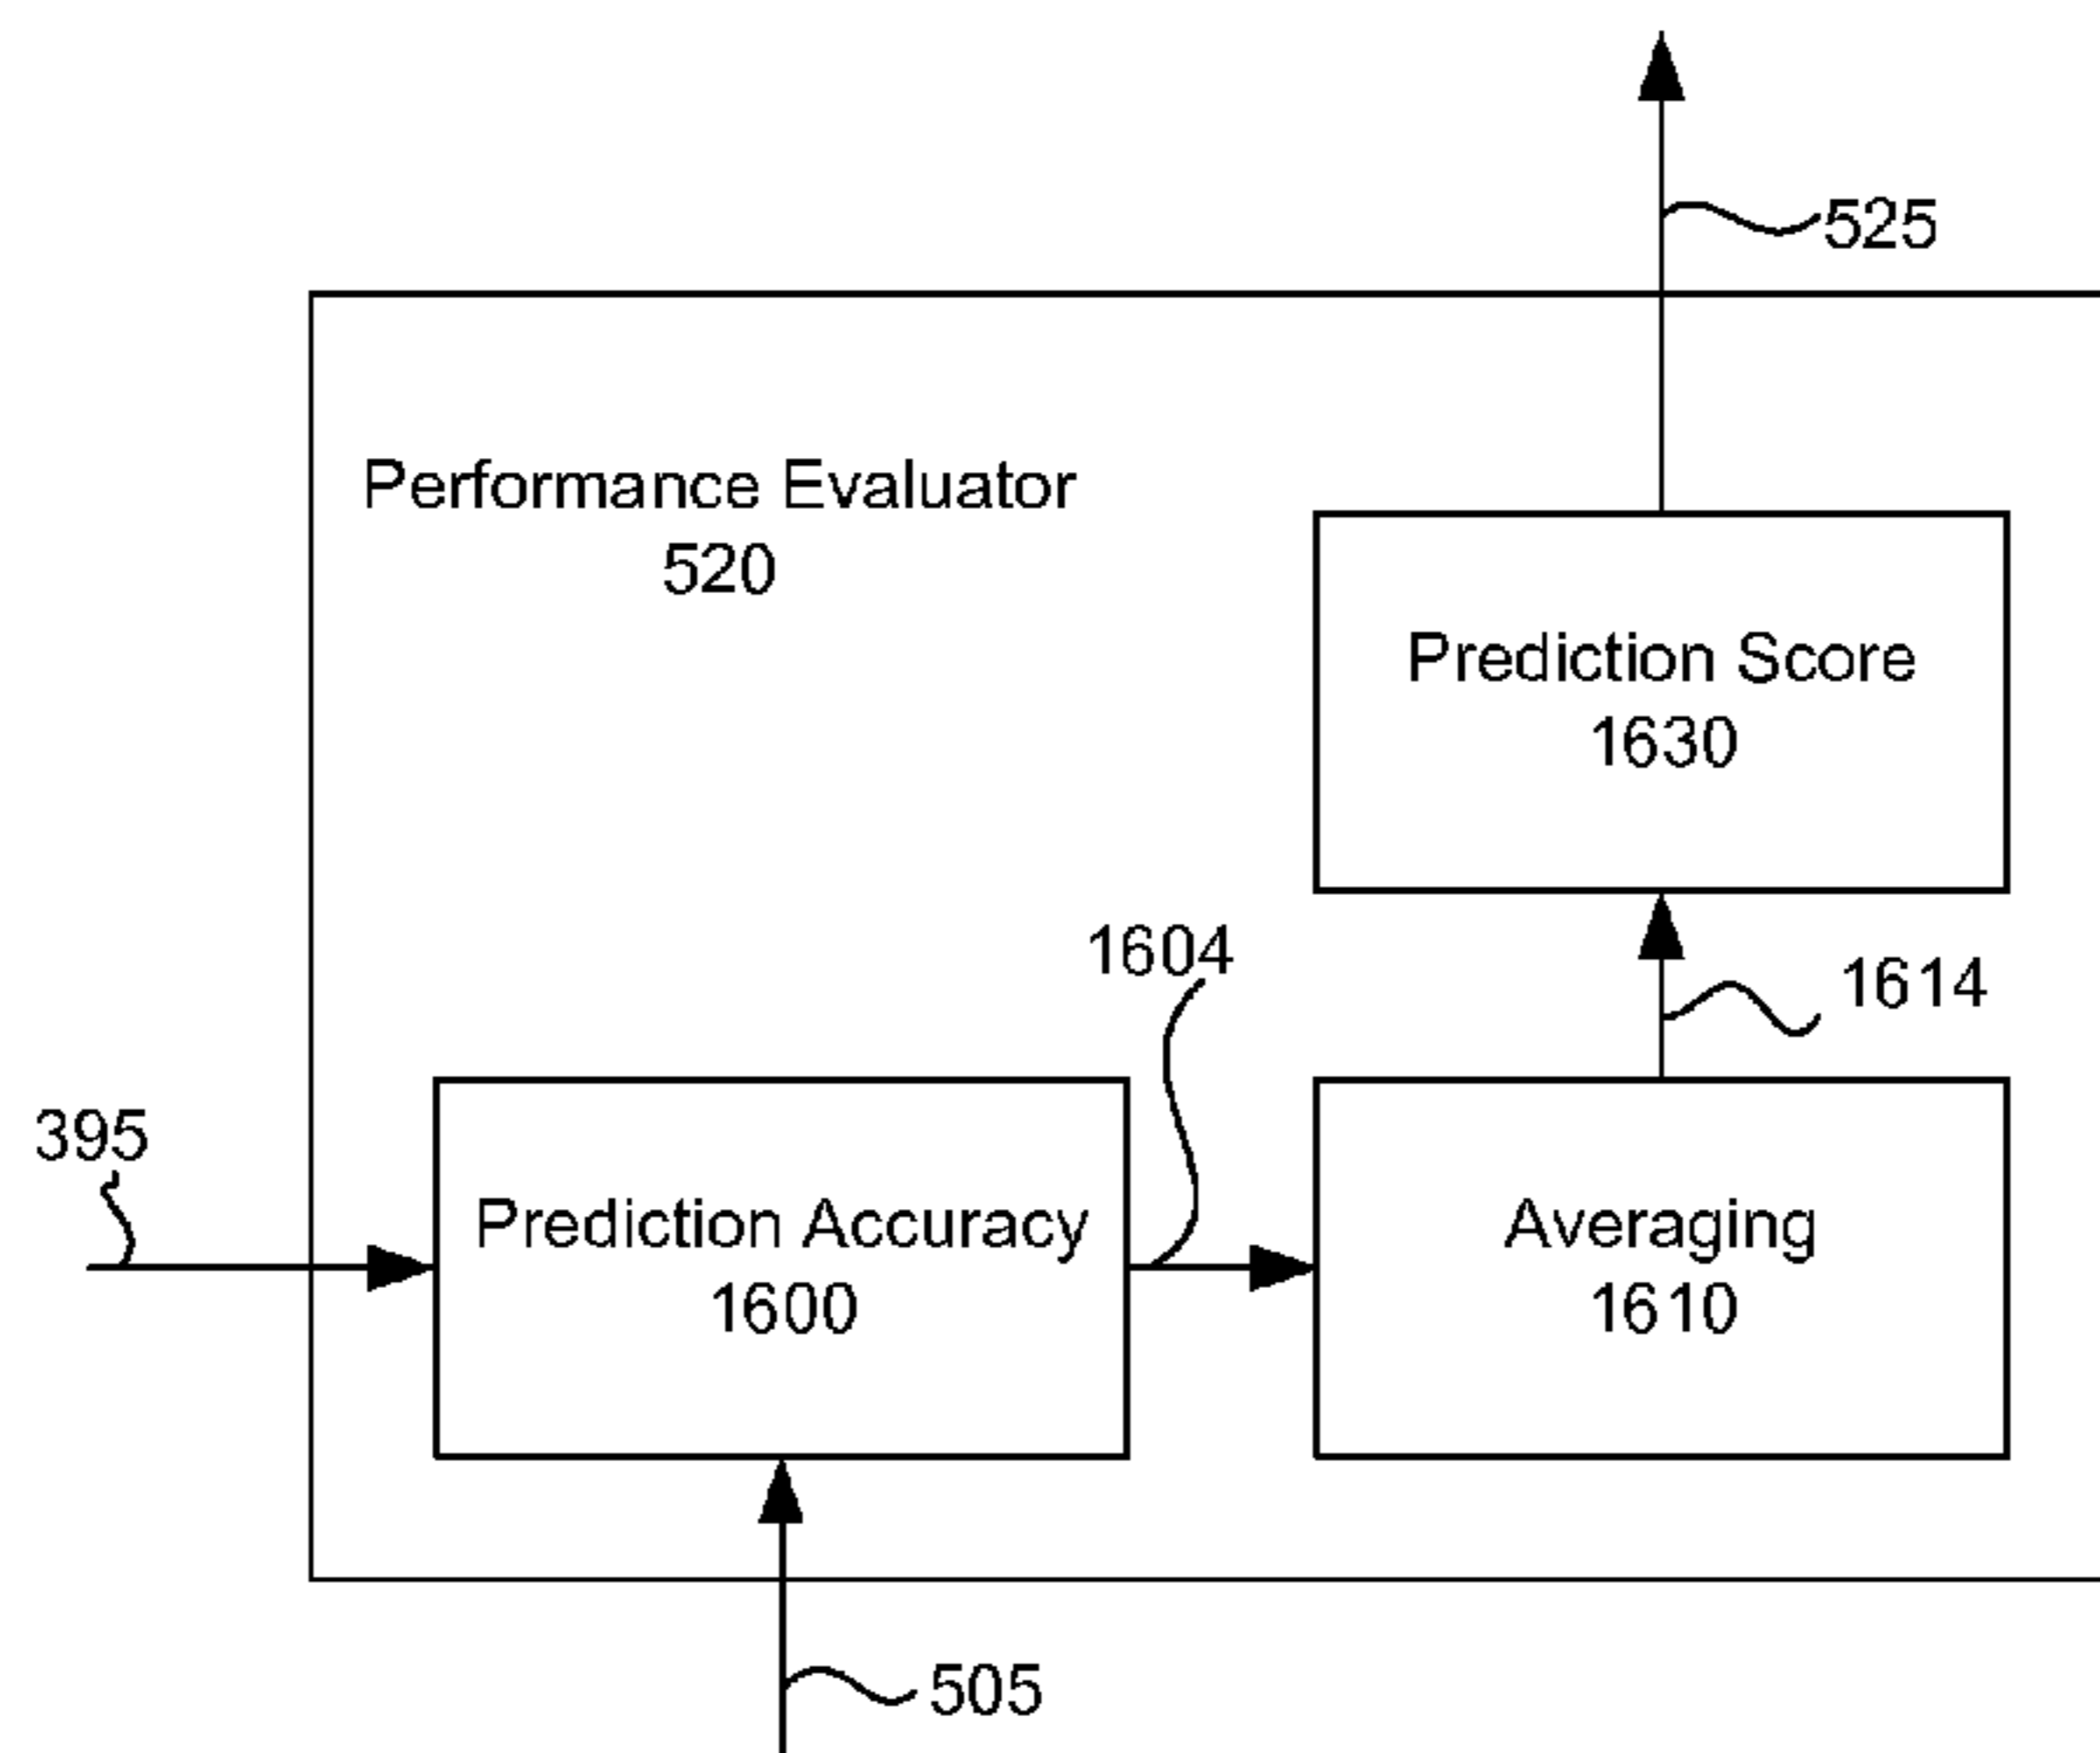 525
Performance Evaluator
520
Prediction Score
1630
1604
1614
395
Prediction Accuracy
1600
Averaging
1610
505